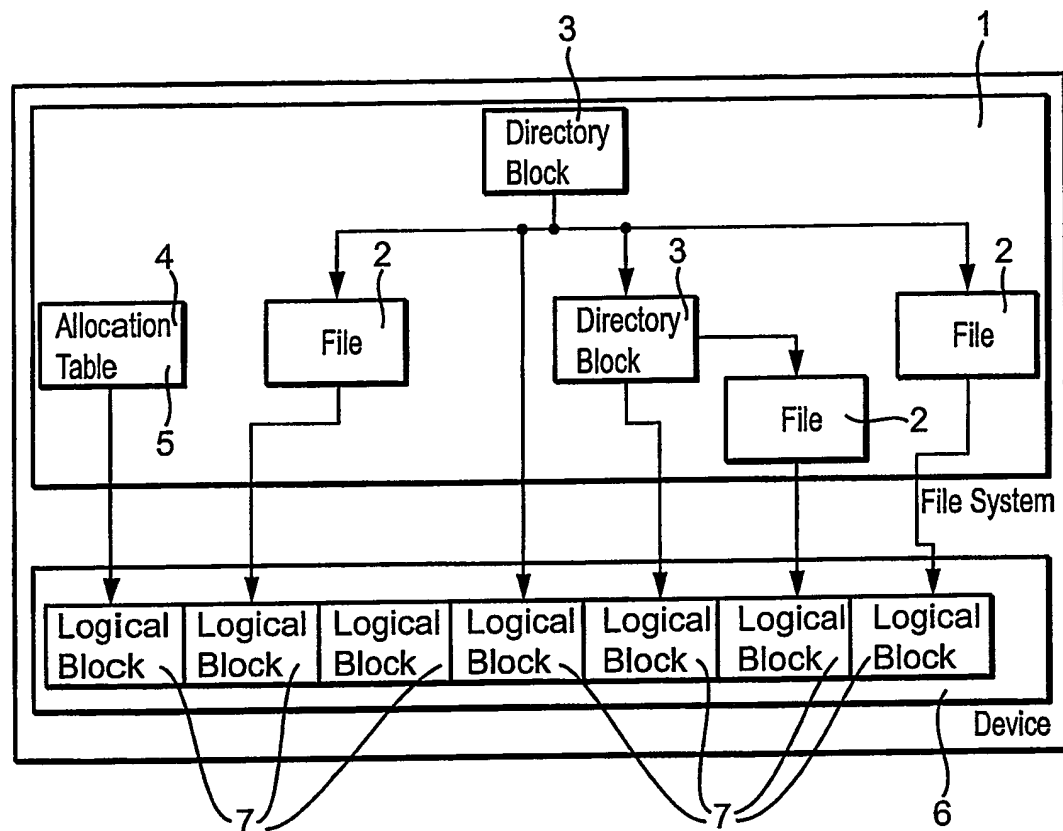 3
1
Directory
Block
4
2
3
2
Allocation
Table
File
Directory
Block
File
5
File
2
File System
Logical
Block
Logical
Block
Logical
Block
Logical
Block
Logical
Block
Logical
Block
Logical
Block
Device
7
7
6